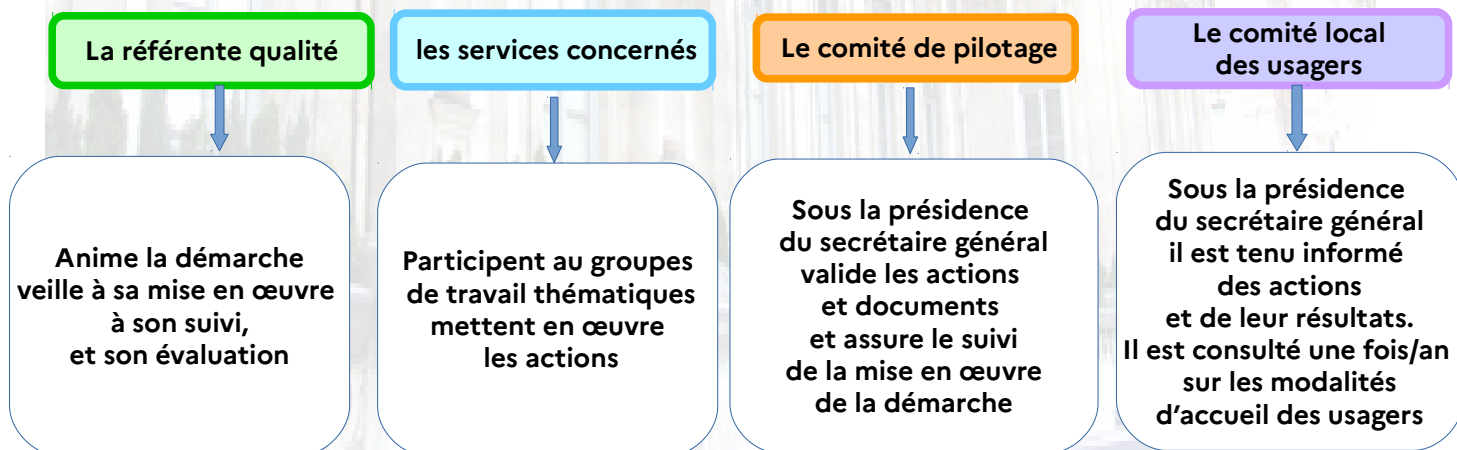 La référente qualité
Anime la démarche
veille à sa mise en œuvre
à son suivi,
et son évaluation
les services concernés
Participent au groupes
de travail thématiques
mettent en œuvre
les actions
Le comité de pilotage
Sous la présidence
du secrétaire général
valide les actions
et documents
et assure le suivi
de la mise en œuvre
de la démarche
Le comité local
des usagers
Sous la présidence
du secrétaire général
il est tenu informé
des actions
et de leur résultats.
Il est consulté une fois/an
sur les modalités
d’accueil des usagers